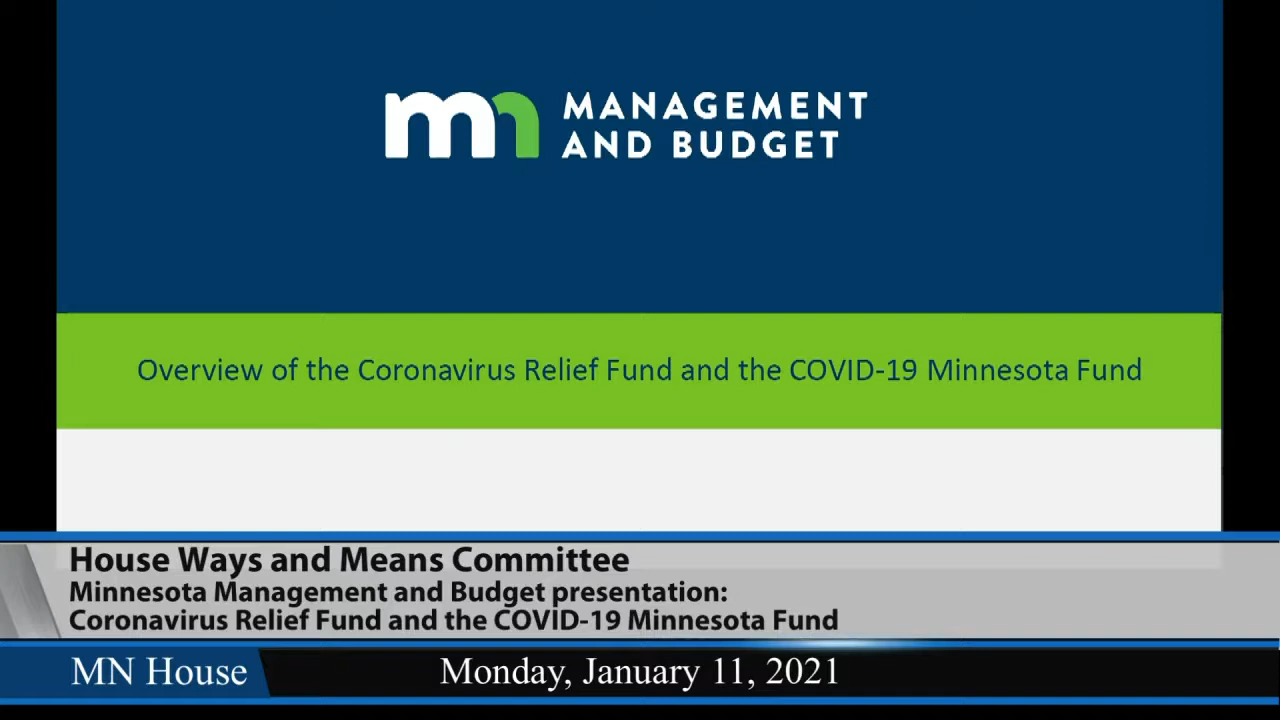 mn MANAGEMENT
AND BUDGET
Overview of the Coronavirus Relief Fund and the COVID-19 Minnesota Fund
House Ways and Means Committee
Minnesota Management and Budget presentation:
Coronavirus Relief Fund and the COVID-19 Minnesota Fund
MN House
Monday, January 11, 2021